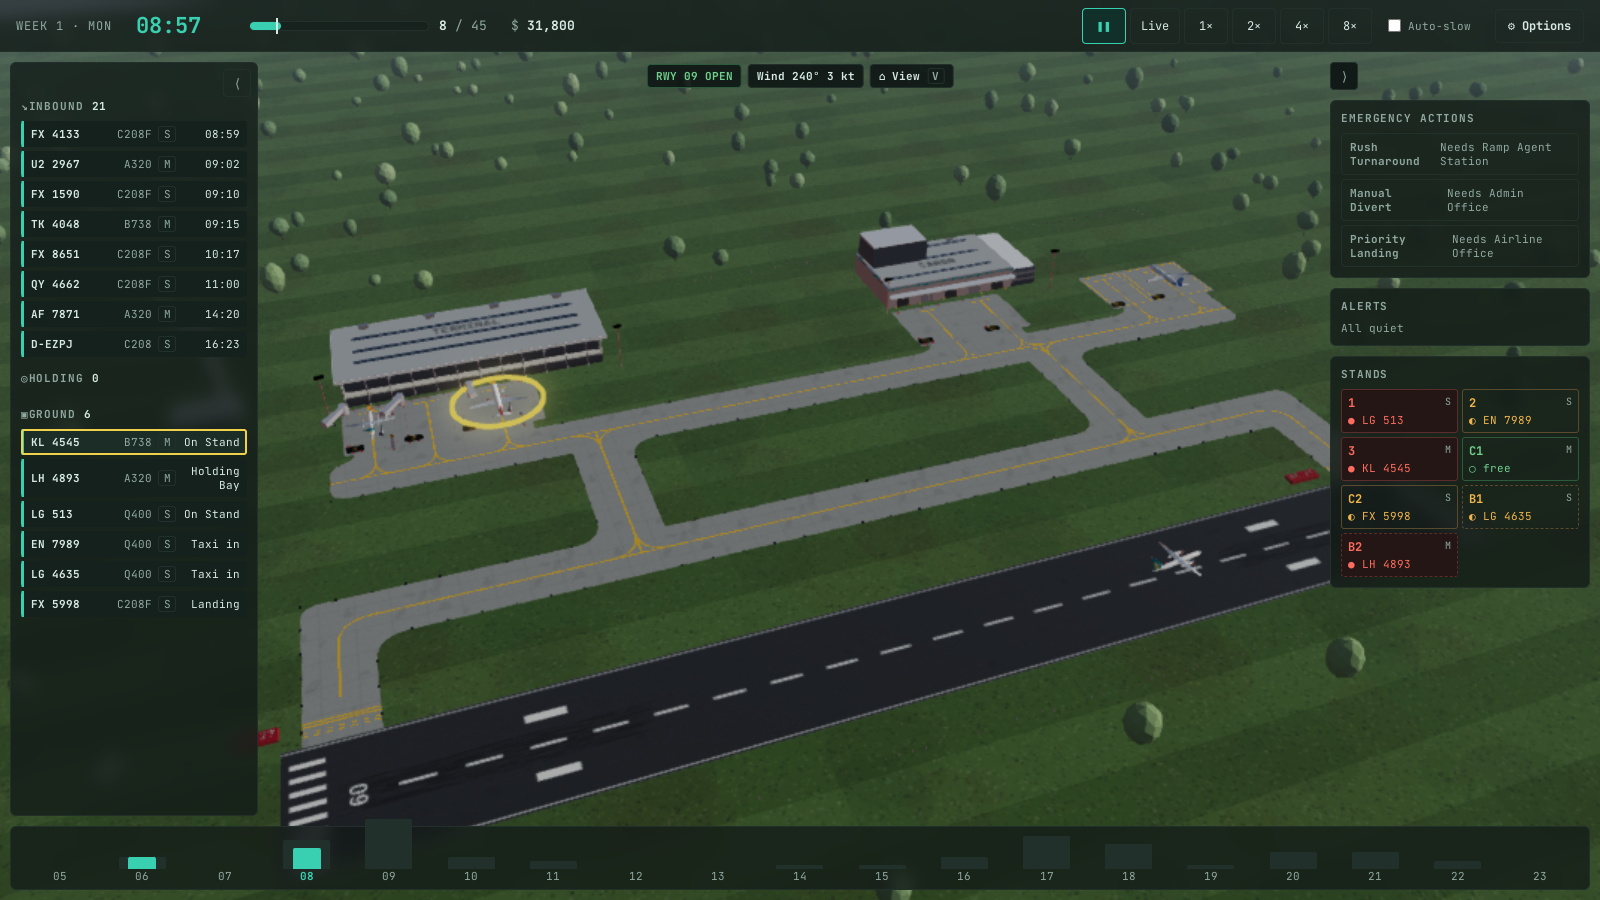 WEEK 1 · MON 08:57 8 / 45 $ 31,800 Live 1× 2× 4× 8× Auto-slow ⚙ Options
RWY 09 OPEN Wind 240° 3 kt ⌂ View V
INBOUND 21
FX 4133 C208F S 08:59
U2 2967 A320 M 09:02
FX 1590 C208F S 09:10
TK 4048 B738 M 09:15
FX 8651 C208F S 10:17
QY 4662 C208F S 11:00
AF 7871 A320 M 14:20
D-EZPJ C208 S 16:23
HOLDING 0
GROUND 6
KL 4545 B738 M On Stand
LH 4893 A320 M Holding
Bay
LG 513 Q400 S On Stand
EN 7989 Q400 S Taxi in
LG 4635 Q400 S Taxi in
FX 5998 C208F S Landing
TERMINAL
CARGO
09
EMERGENCY ACTIONS
Rush
Turnaround
Needs Ramp Agent
Station
Manual
Divert
Needs Admin
Office
Priority
Landing
Needs Airline
Office
ALERTS
All quiet
STANDS
1 S
LG 513
2 S
EN 7989
3 M
KL 4545
C1 M
free
C2 S
FX 5998
B1 S
LG 4635
B2 M
LH 4893
05 06 07 08 09 10 11 12 13 14 15 16 17 18 19 20 21 22 23